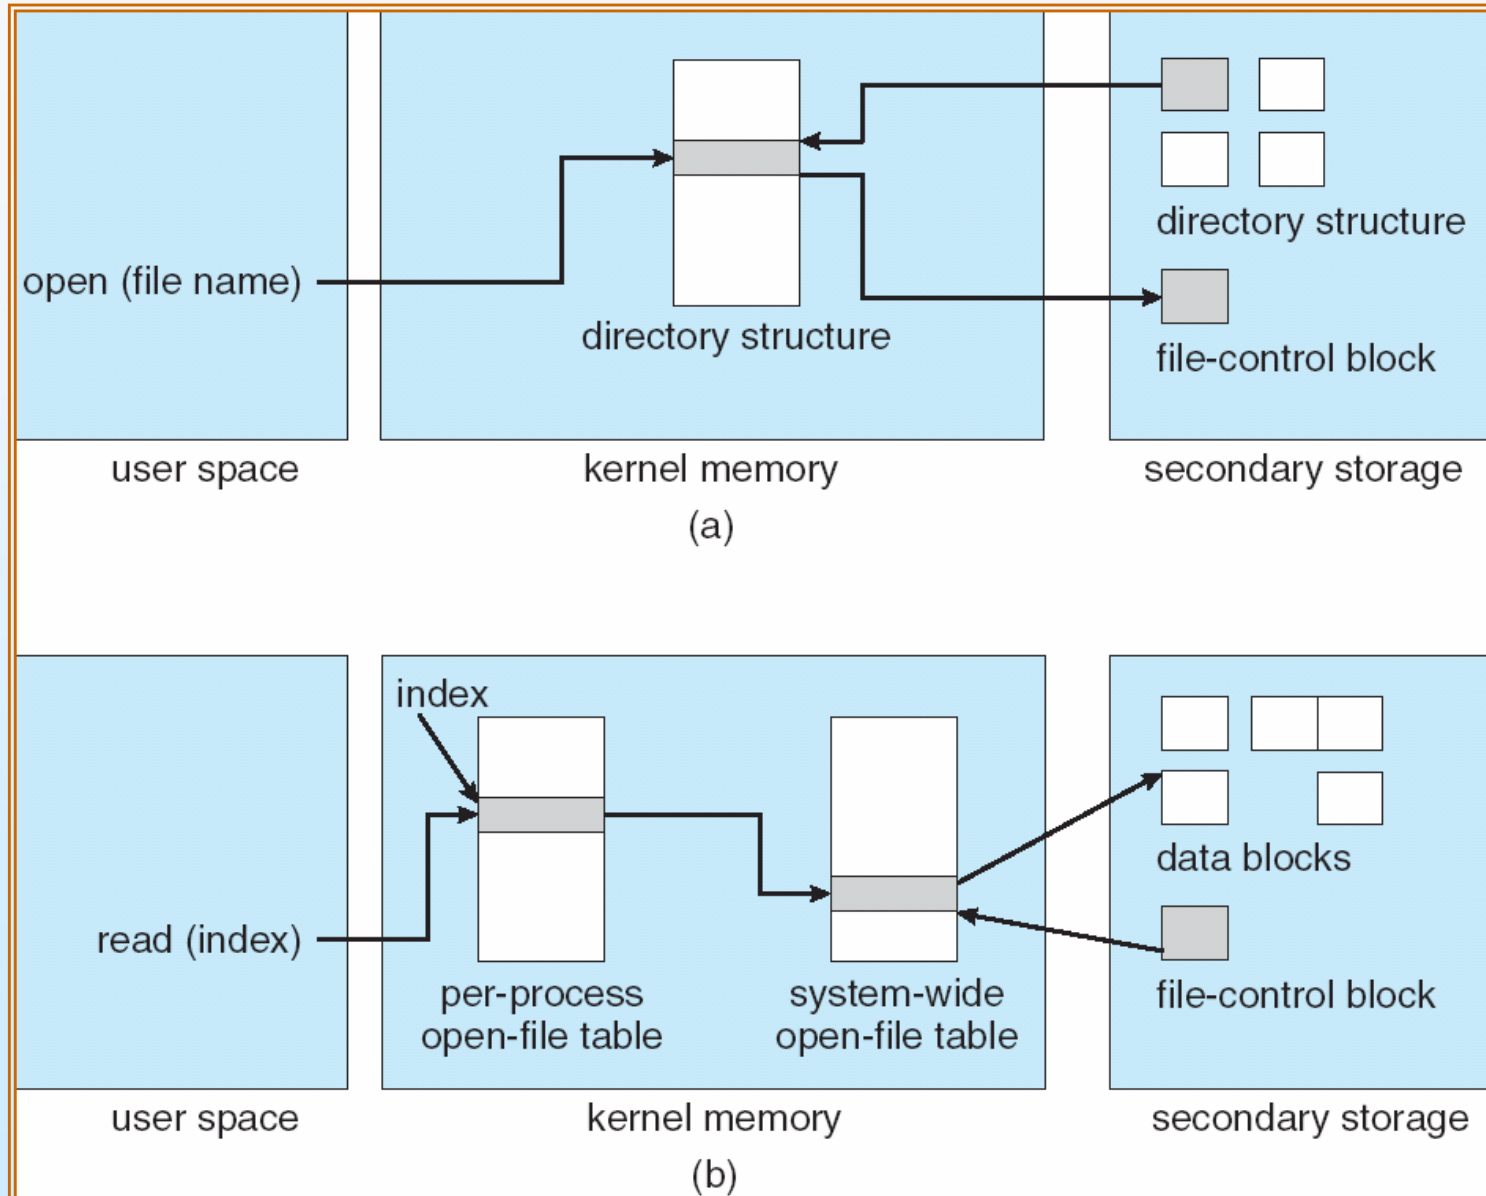 directory structure
open (file name)
directory structure
file-control block
user space
kernel memory
secondary storage
(a)
index
data blocks
read (index)
per-process
open-file table
system-wide
open-file table
file-control block
user space
kernel memory
secondary storage
(b)